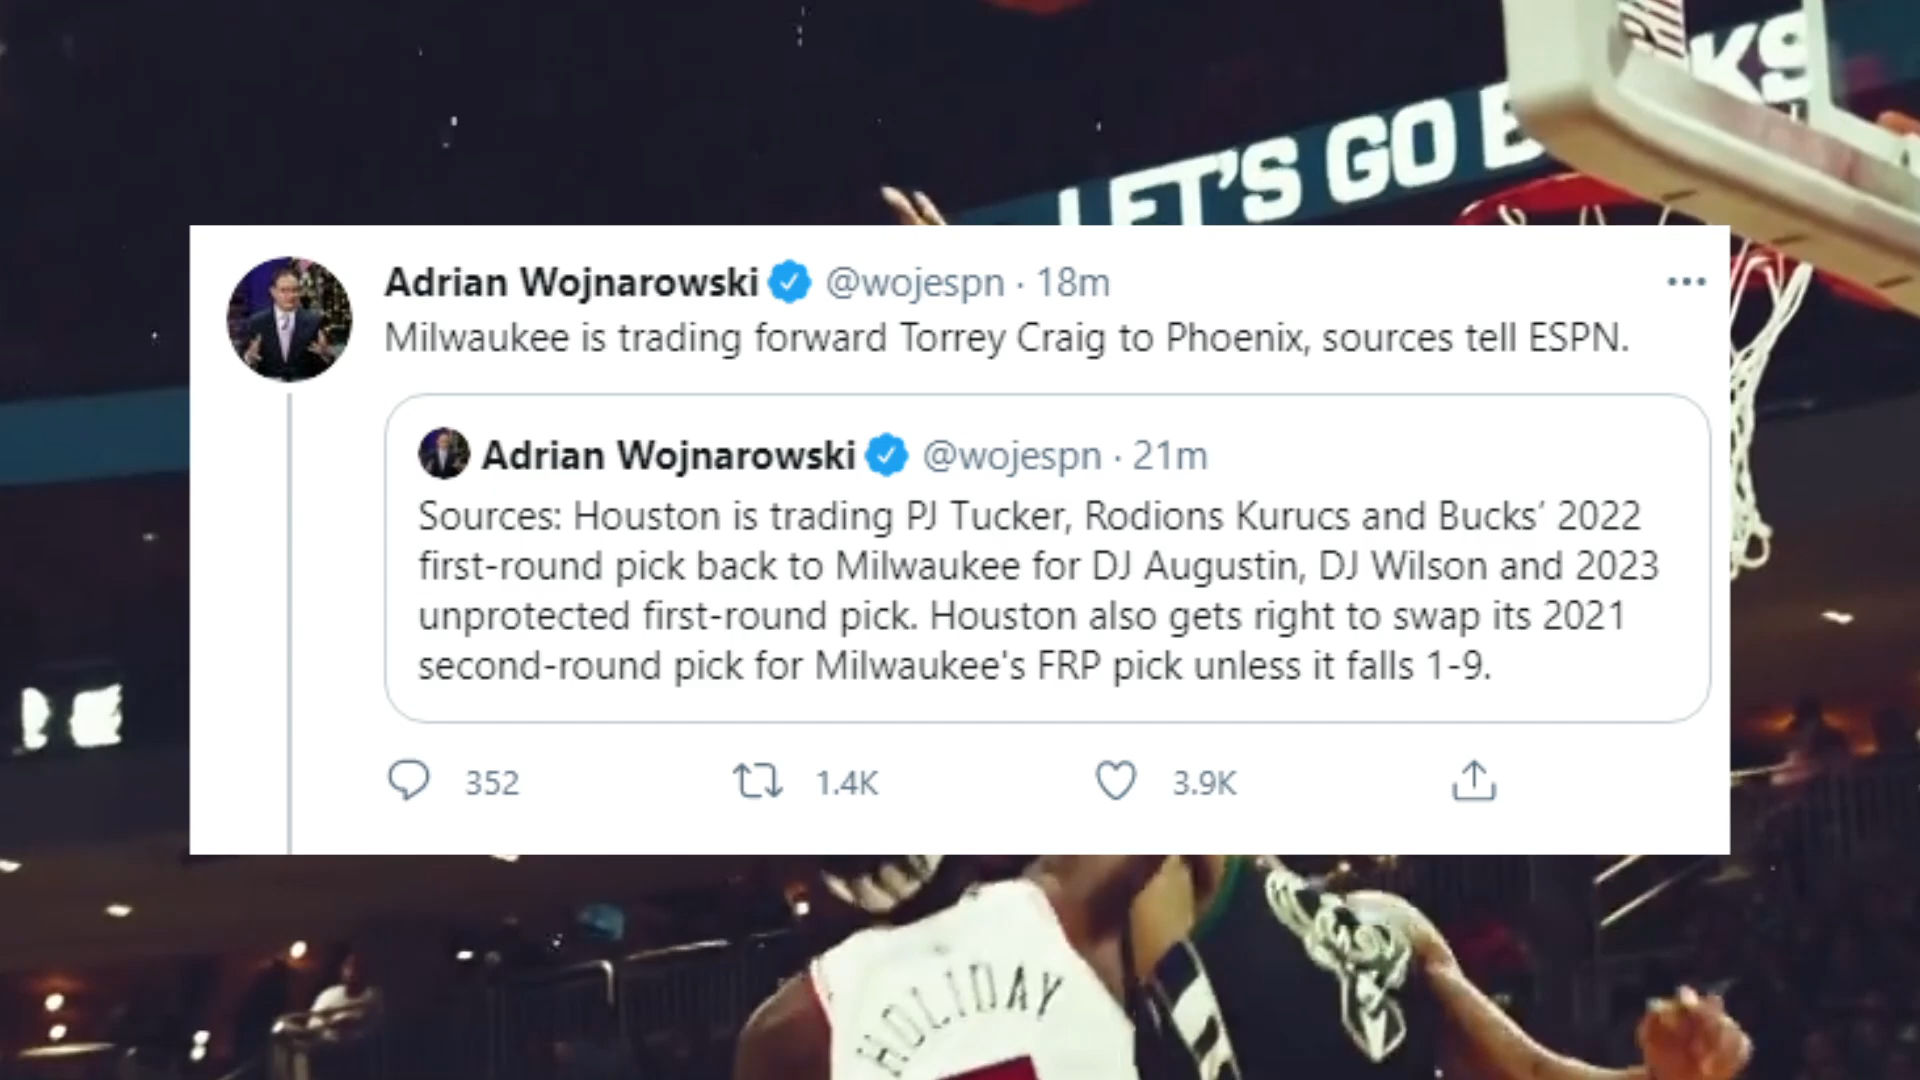 KS
LET'S GO B
Adrian Wojnarowski @wojespn · 18m
Milwaukee is trading forward Torrey Craig to Phoenix, sources tell ESPN.
Adrian Wojnarowski @wojespn · 21m
Sources: Houston is trading PJ Tucker, Rodions Kurucs and Bucks’ 2022
first-round pick back to Milwaukee for DJ Augustin, DJ Wilson and 2023
unprotected first-round pick. Houston also gets right to swap its 2021
second-round pick for Milwaukee's FRP pick unless it falls 1-9.
352 1.4K 3.9K
HOLIDAY